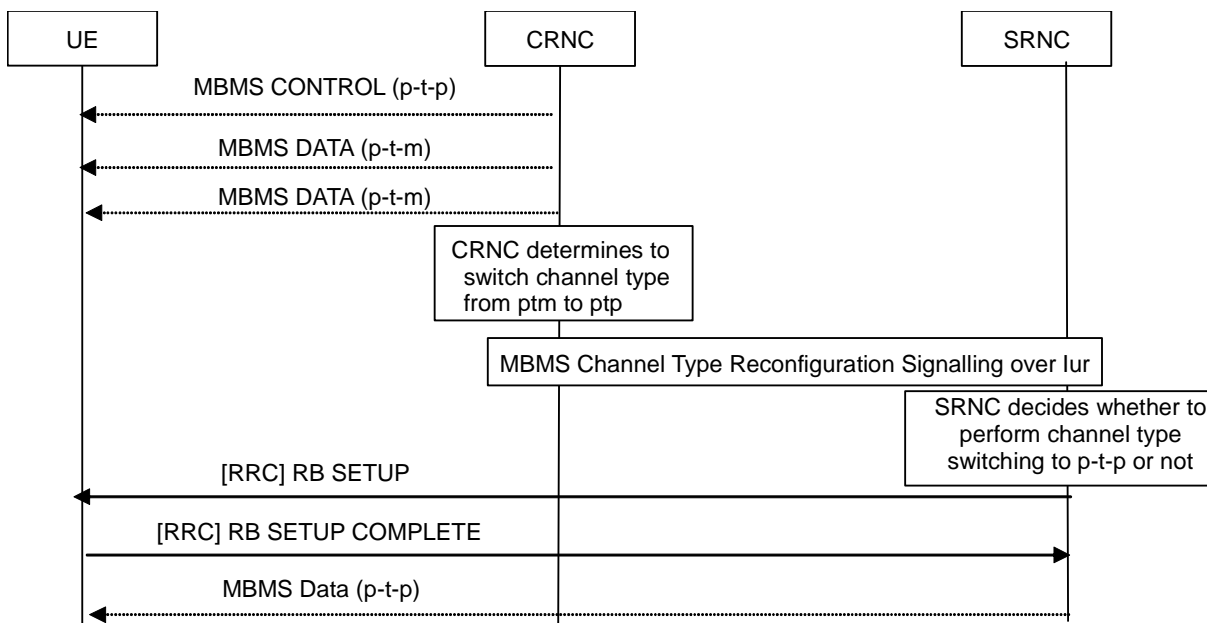 UE
CRNC
SRNC
MBMS CONTROL (p-t-p)
MBMS DATA (p-t-m)
MBMS DATA (p-t-m)
CRNC determines to
switch channel type
from ptm to ptp
MBMS Channel Type Reconfiguration Signalling over Iur
SRNC decides whether to
perform channel type
switching to p-t-p or not
[RRC] RB SETUP
[RRC] RB SETUP COMPLETE
MBMS Data (p-t-p)